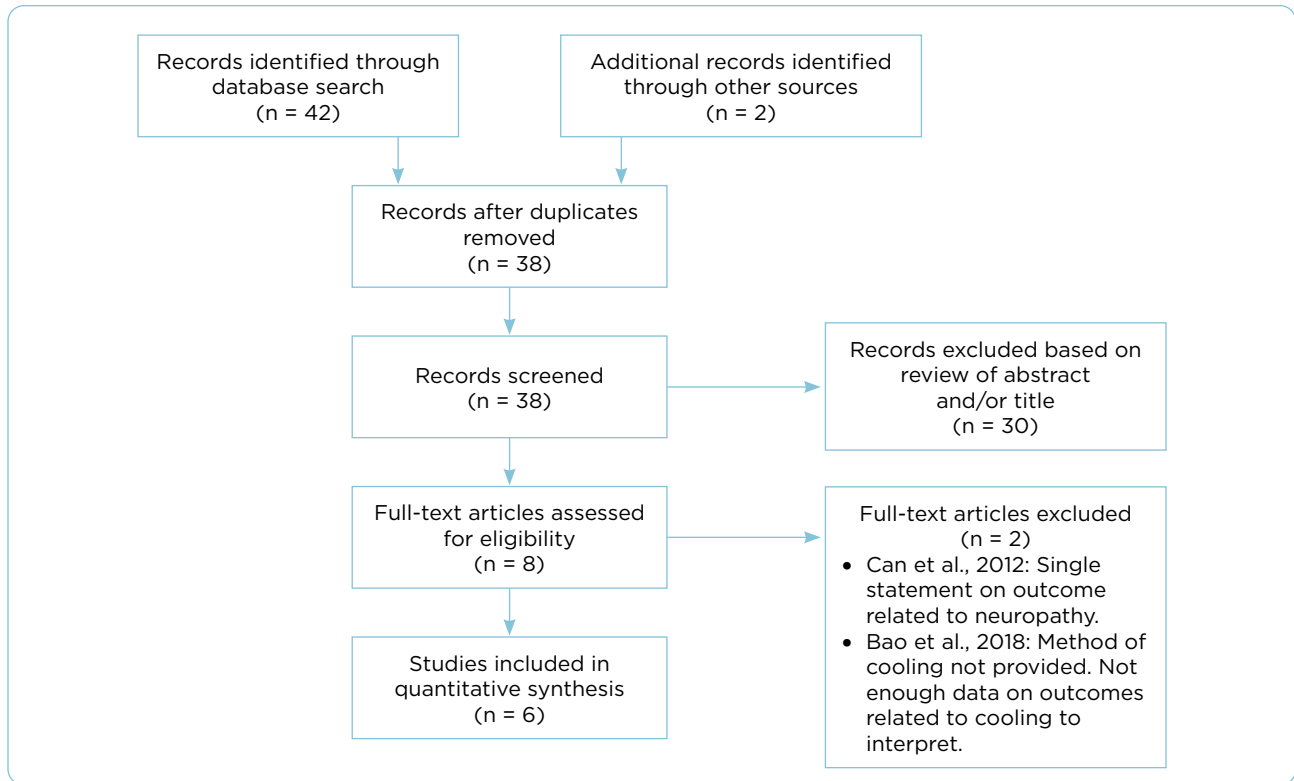 Records identified through
database search
(n = 42)
Additional records identified
through other sources
(n = 2)
Records after duplicates
removed
(n = 38)
Records screened
(n = 38)
Records excluded based on
review of abstract
and/or title
(n = 30)
Full-text articles assessed
for eligibility
(n = 8)
Full-text articles excluded
(n = 2)
• Can et al., 2012: Single
statement on outcome
related to neuropathy.
• Bao et al., 2018: Method of
cooling not provided. Not
enough data on outcomes
related to cooling to
interpret.
Studies included in
quantitative synthesis
(n = 6)